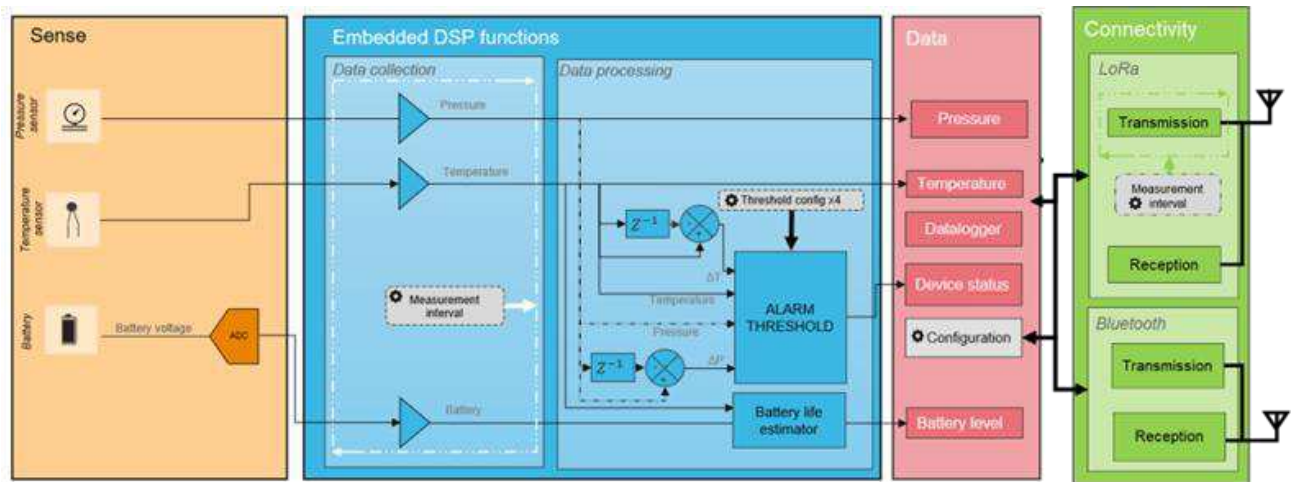 Sense
Pressure
sensor
Temperature
sensor
Battery
Battery voltage
ADC
Embedded DSP functions
Data collection
Pressure
Temperature
Measurement
interval
Battery
Data processing
Threshold config x4
Z⁻¹
ΔT
Temperature
ALARM
THRESHOLD
Pressure
Z⁻¹
ΔP
Battery life
estimator
Data
Pressure
Temperature
Datalogger
Device status
Configuration
Battery level
Connectivity
LoRa
Transmission
Measurement
interval
Reception
Bluetooth
Transmission
Reception